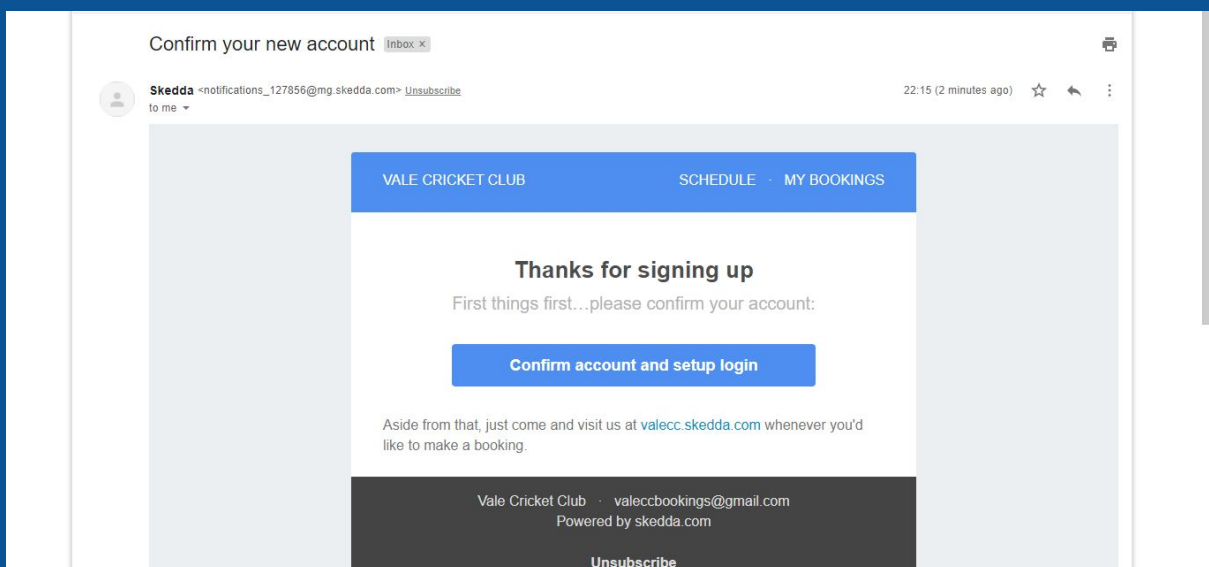 Confirm your new account Inbox x
Skedda <notifications_127856@mg.skedda.com> Unsubscribe 22:15 (2 minutes ago)
to me
VALE CRICKET CLUB SCHEDULE · MY BOOKINGS
Thanks for signing up
First things first…please confirm your account:
Confirm account and setup login
Aside from that, just come and visit us at valecc.skedda.com whenever you'd
like to make a booking.
Vale Cricket Club · valeccbookings@gmail.com
Powered by skedda.com
Unsubscribe